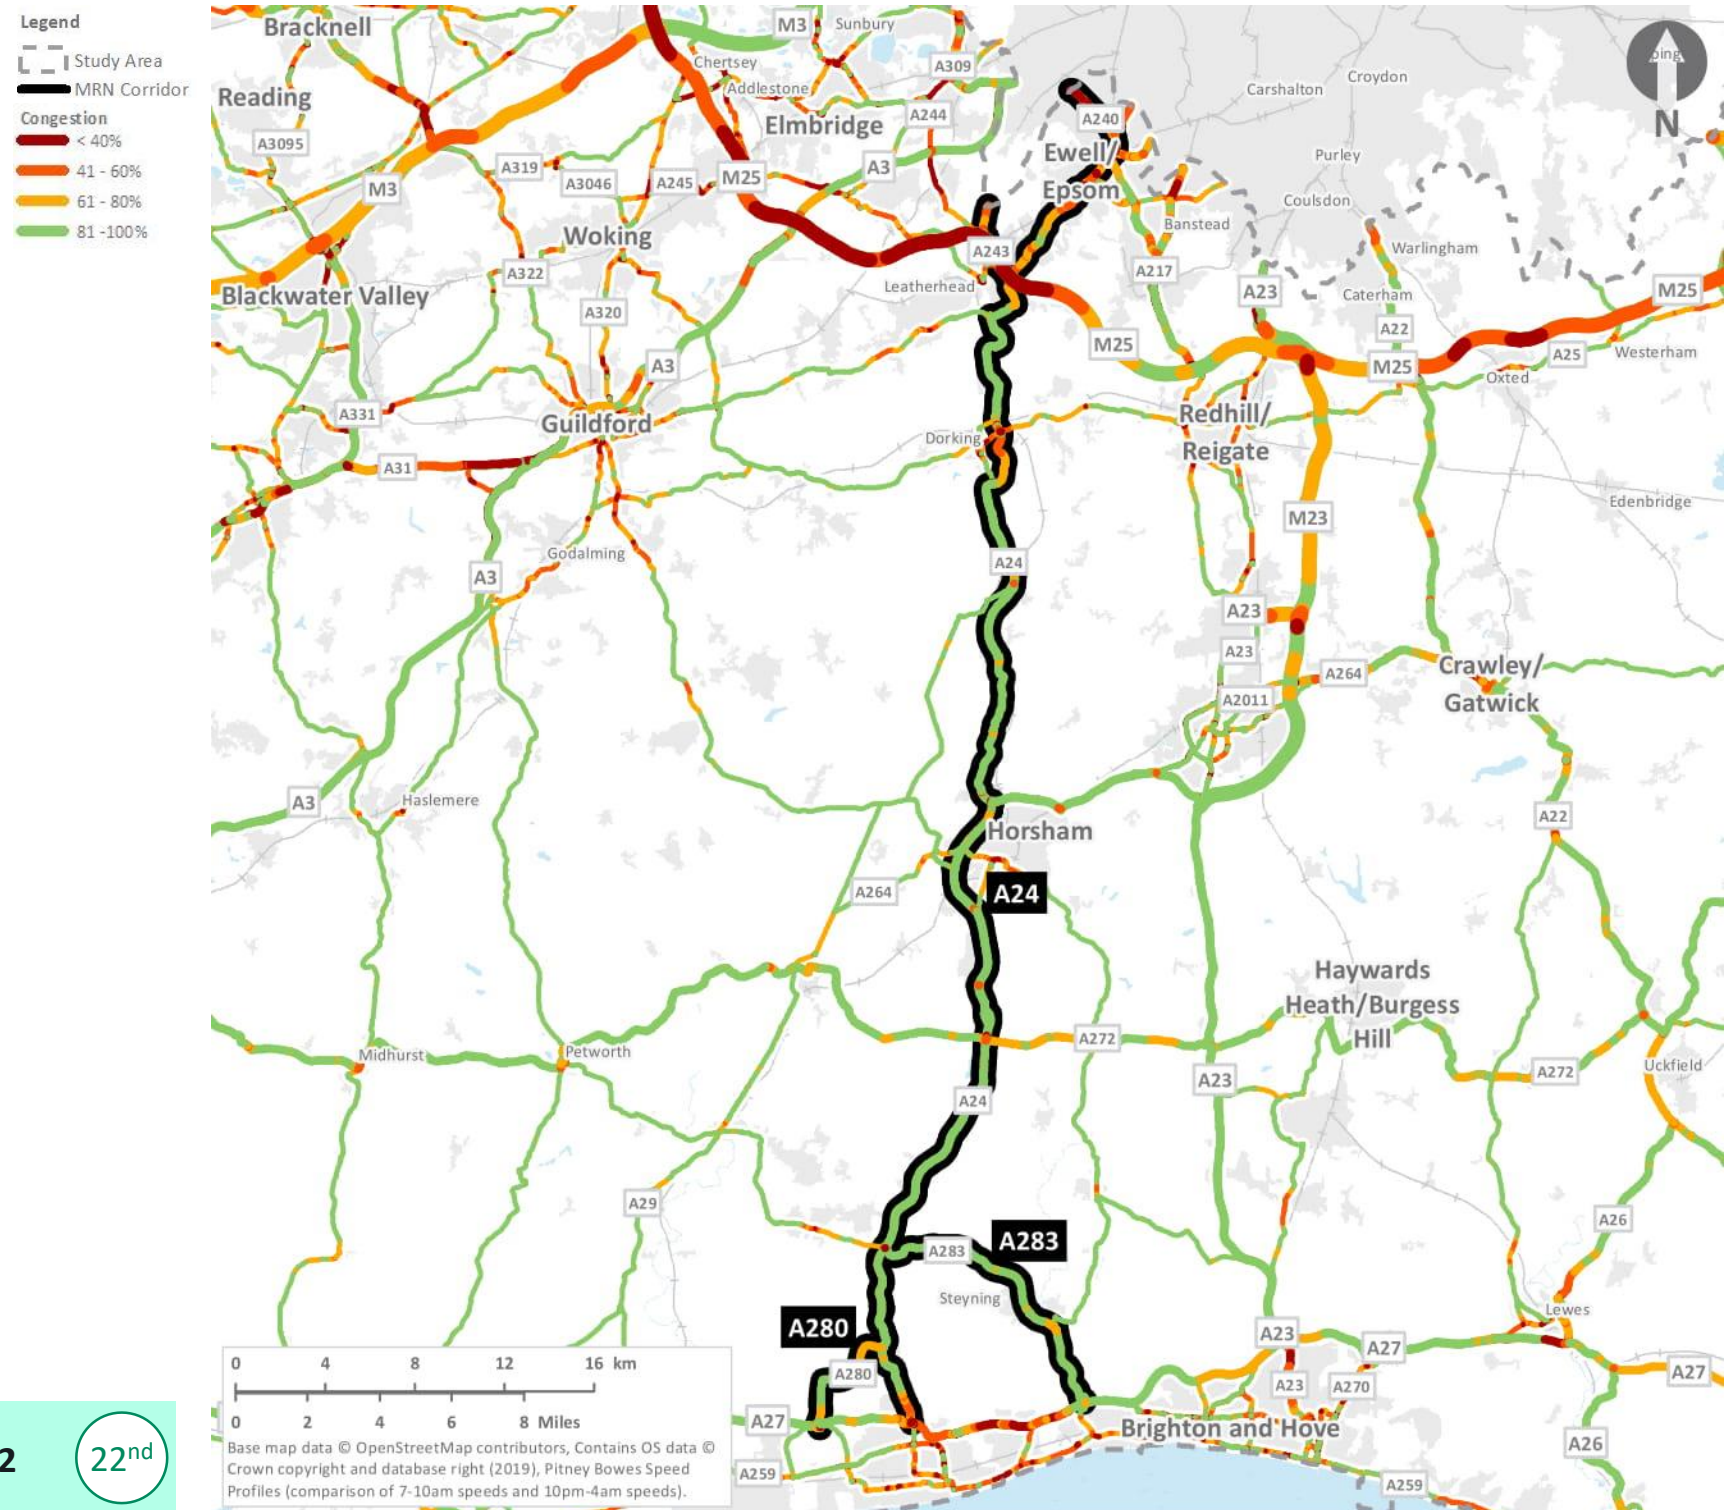 Legend
Study Area
MRN Corridor
Congestion
< 40%
41 - 60%
61 - 80%
81 -100%
Bracknell
M3
Sunbury
Chertsey
A309
Addlestone
Reading
A3095
Elmbridge
A244
A240
Carshalton
Croydon
N
Ewell/
Epsom
Purley
Coulsdon
A319
A3046
A245
M25
A3
M3
Banstead
Woking
A243
A217
Warlingham
A322
Leatherhead
A23
Caterham
M25
Blackwater Valley
A320
A22
M25
A25
Westerham
A3
M25
Oxted
A331
Guildford
Redhill/
Reigate
Dorking
A31
M23
Edenbridge
Godalming
A24
A3
A23
A23
A264
Crawley/
Gatwick
A2011
A3
Haslemere
Horsham
A22
A264
A24
Haywards
Heath/Burgess
Hill
A272
Midhurst
Petworth
A23
A272
Uckfield
A24
A29
A26
A283
A283
Steyning
Lewes
A280
A23
A27
A280
A23
A270
A27
A27
Brighton and Hove
A26
A259
A259
0 4 8 12 16 km
0 2 4 6 8 Miles
Base map data © OpenStreetMap contributors, Contains OS data ©
Crown copyright and database right (2019), Pitney Bowes Speed
Profiles (comparison of 7-10am speeds and 10pm-4am speeds).
2
22nd